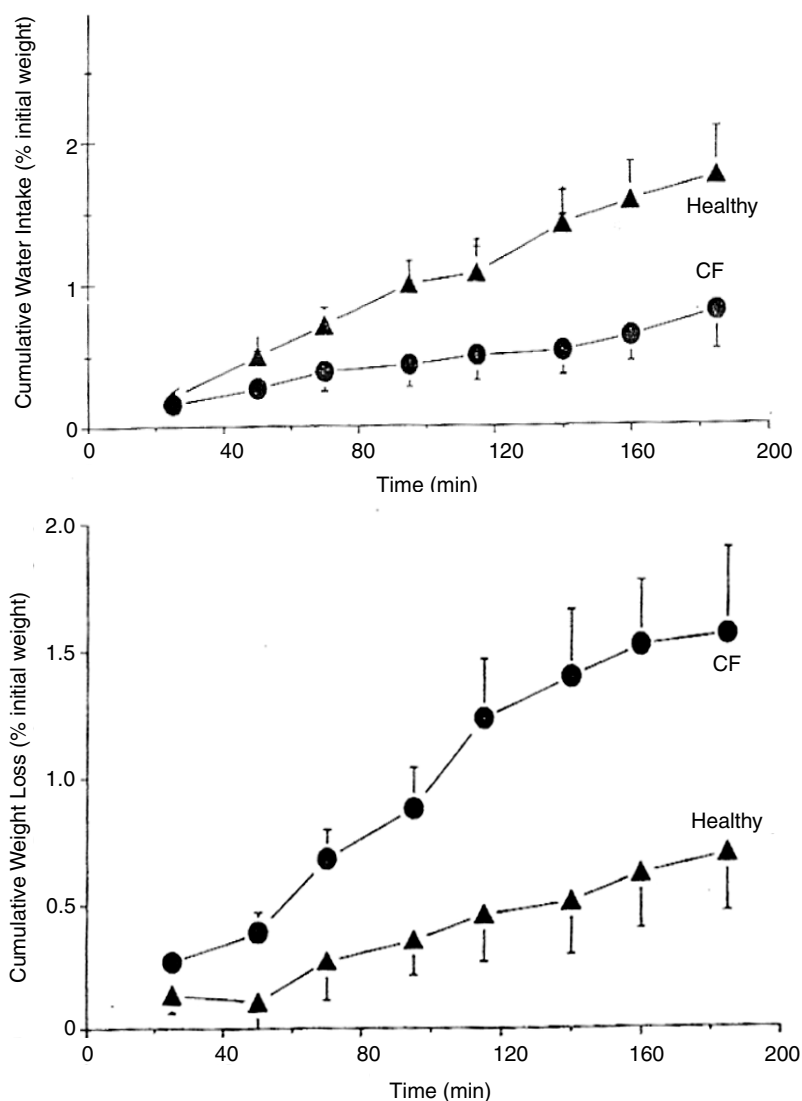 Cumulative Water Intake (% initial weight)
2
1
0
Healthy
CF
0 40 80 120 160 200
Time (min)
Cumulative Weight Loss (% initial weight)
2.0
1.5
1.0
0.5
0
CF
Healthy
0 40 80 120 160 200
Time (min)